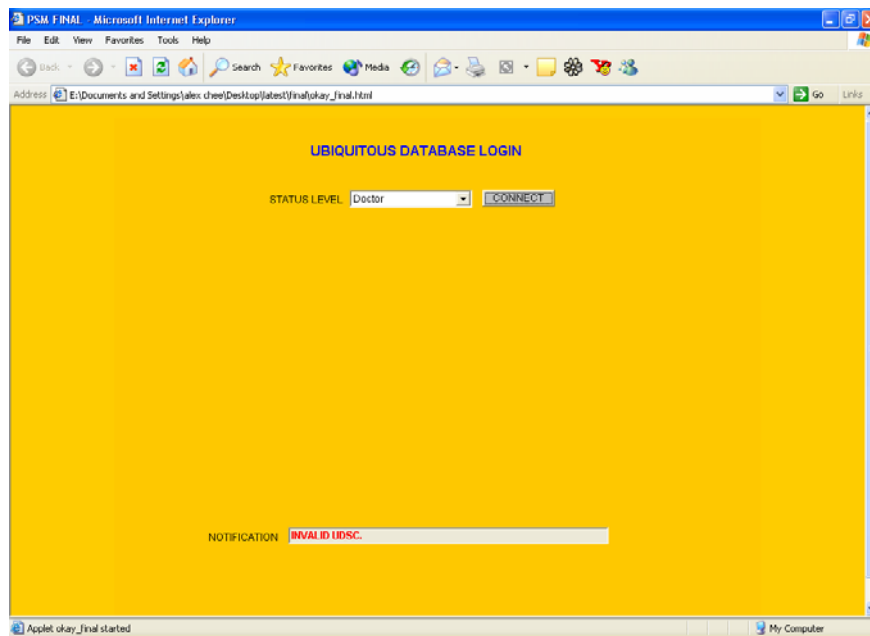 PSM FINAL - Microsoft Internet Explorer
File Edit View Favorites Tools Help
Back Search Favorites Media
Address E:\Documents and Settings\alex chee\Desktop\latest\final\okay_final.html Go Links
UBIQUITOUS DATABASE LOGIN
STATUS LEVEL Doctor CONNECT
NOTIFICATION INVALID UDSC.
Applet okay_final started My Computer